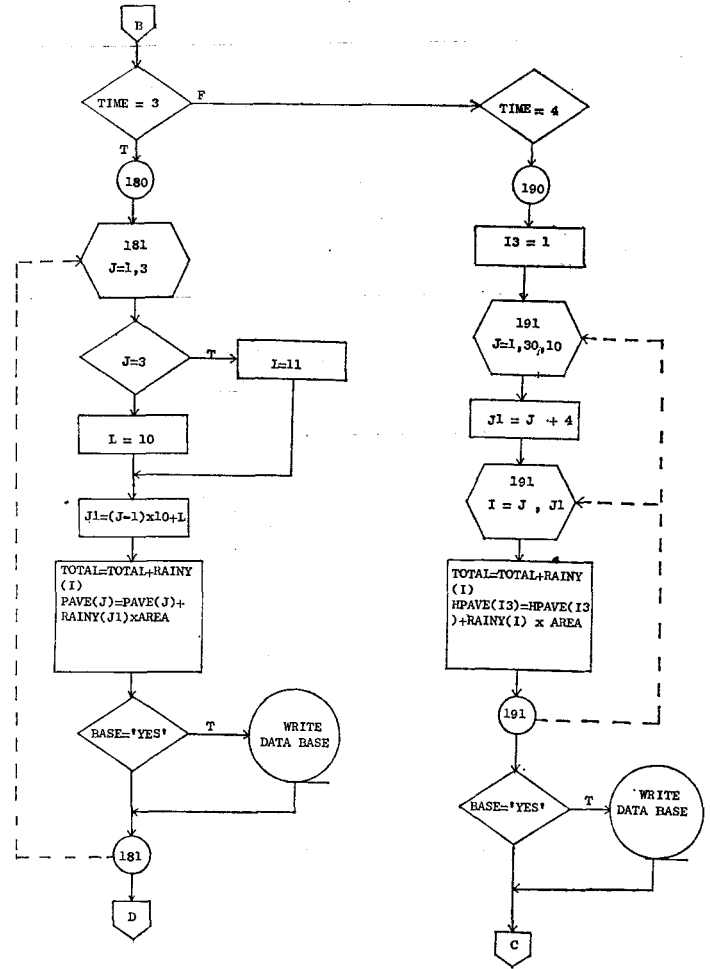 B
TIME = 3
F
T
180
181
J=1,3
J=3
T
L=11
L = 10
J1=(J-1)x10+L
TOTAL=TOTAL+RAINY
(I)
PAVE(J)=PAVE(J)+
RAINY(J1)xAREA
BASE='YES'
T
WRITE
DATA BASE
181
D
TIME = 4
190
I3 = 1
191
J=1,30,10
J1 = J + 4
191
I = J , J1
TOTAL=TOTAL+RAINY
(I)
HPAVE(I3)=HPAVE(I3
)+RAINY(I) x AREA
191
BASE='YES'
T
WRITE
DATA BASE
C